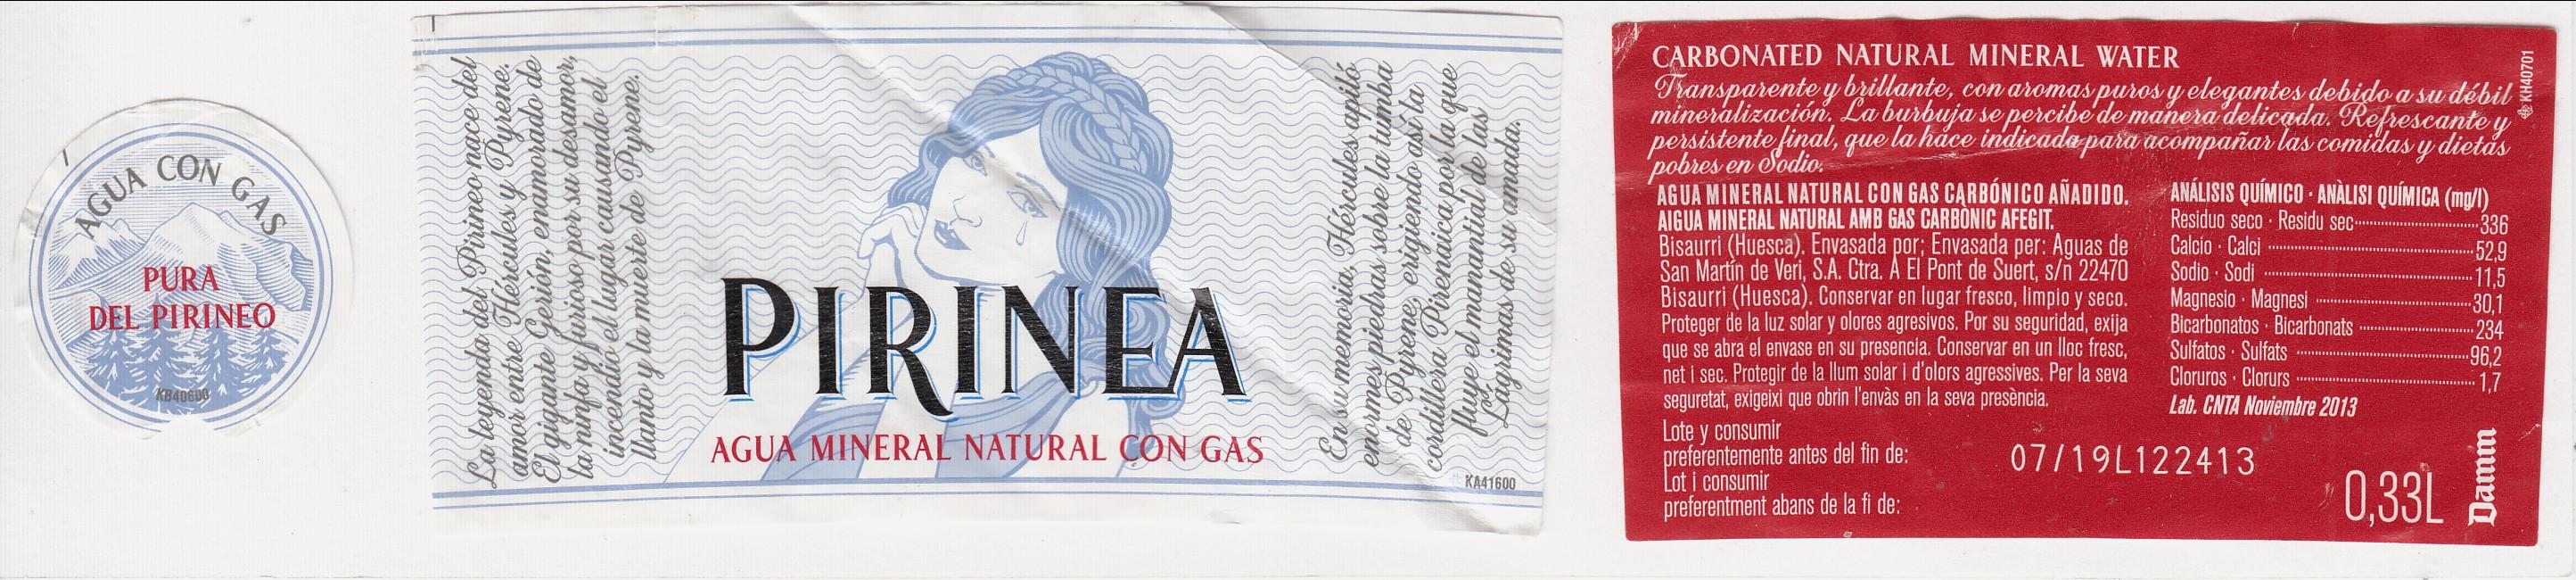 AGUA CON GAS
PURA
DEL PIRINEO
KB40600
La leyenda del Pirineo nace del
amor entre Hércules y Pyrene.
El gigante Gerión, enamorado de
la ninfa y furioso por su desamor,
incendió el lugar causando el
llanto y la muerte de Pyrene.
PIRINEA
AGUA MINERAL NATURAL CON GAS
En su memoria, Hércules apiló
enormes piedras sobre la tumba
de Pyrene, erigiendo así la
cordillera Pirenaica por la que
fluye el manantial de las
Lágrimas de su amada.
KA41600
CARBONATED NATURAL MINERAL WATER
Transparente y brillante, con aromas puros y elegantes debido a su débil
mineralización. La burbuja se percibe de manera delicada. Refrescante y
persistente final, que la hace indicada para acompañar las comidas y dietas
pobres en Sodio.
KH40701
AGUA MINERAL NATURAL CON GAS CARBÓNICO AÑADIDO.
AIGUA MINERAL NATURAL AMB GAS CARBÒNIC AFEGIT.
Bisaurri (Huesca). Envasada por; Envasada per: Aguas de
San Martín de Veri, S.A. Ctra. A El Pont de Suert, s/n 22470
Bisaurri (Huesca). Conservar en lugar fresco, limpio y seco.
Proteger de la luz solar y olores agresivos. Por su seguridad, exija
que se abra el envase en su presencia. Conservar en un lloc fresc,
net i sec. Protegir de la llum solar i d'olors agressives. Per la seva
seguretat, exigeixi que obrin l'envàs en la seva presència.
ANÁLISIS QUÍMICO · ANÀLISI QUÍMICA (mg/l)
Residuo seco · Residu sec 336
Calcio · Calci 52,9
Sodio · Sodi 11,5
Magnesio · Magnesi 30,1
Bicarbonatos · Bicarbonats 234
Sulfatos · Sulfats 96,2
Cloruros · Clorurs 1,7
Lab. CNTA Noviembre 2013
Lote y consumir
preferentemente antes del fin de:
Lot i consumir
preferentment abans de la fi de:
07/19L122413
0,33L
Damm